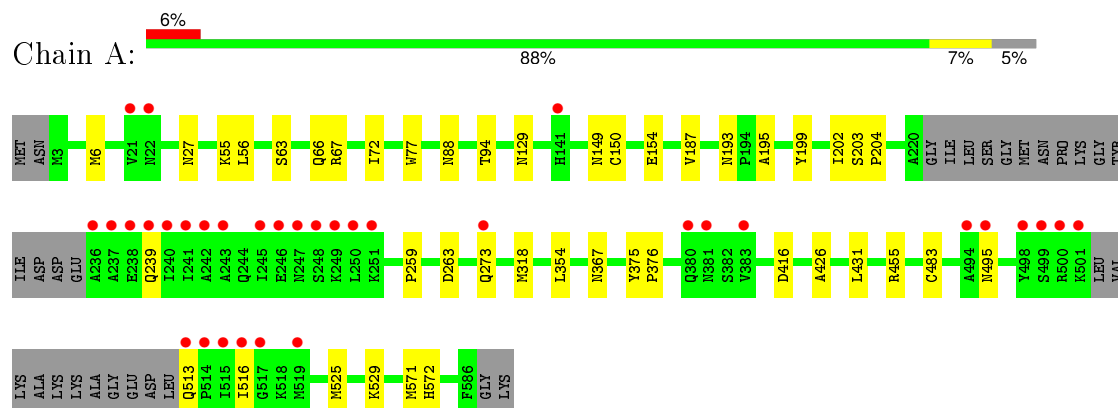 6%
Chain A:
88% 7% 5%
MET ASN M3 M6 V21 N22 N27 K55 L56 S63 Q66 R67 I72 W77 N88 T94 N129 H141 N149 C150 E154 V187 N193 P194 A195 Y199 I202 S203 P204 A220 GLY ILE LEU SER GLY MET ASN PRO LYS GLY TYR
ILE ASP ASP GLU A236 A237 E238 Q239 I240 I241 A242 A243 Q244 I245 E246 N247 S248 K249 L250 K251 P259 D263 Q273 M318 L354 N367 Y375 P376 Q380 N381 S382 V383 D416 A426 L431 R455 C483 A494 N495 Y498 S499 R500 K501 LEU VAL
LYS ALA LYS LYS ALA GLY GLU ASP LEU Q513 P514 I515 I516 G517 K518 M519 M525 K529 M571 H572 F586 GLY LYS